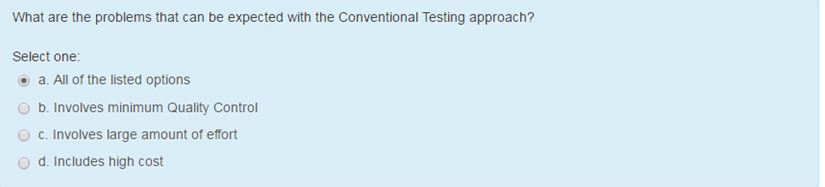 What are the problems that can be expected with the Conventional Testing approach?
Select one:
a. All of the listed options
b. Involves minimum Quality Control
c. Involves large amount of effort
d. Includes high cost